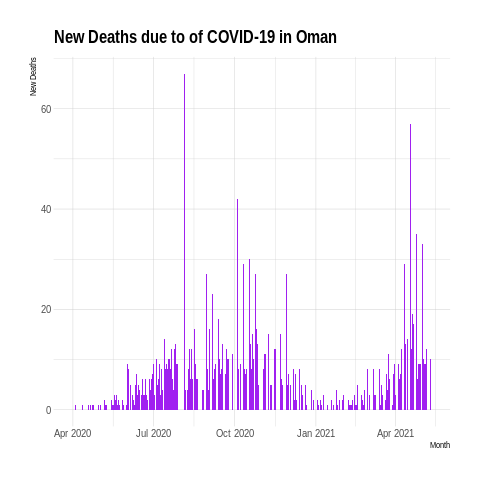 New Deaths due to of COVID-19 in Oman
New Deaths
60
40
20
0
Apr 2020 Jul 2020 Oct 2020 Jan 2021 Apr 2021
Month